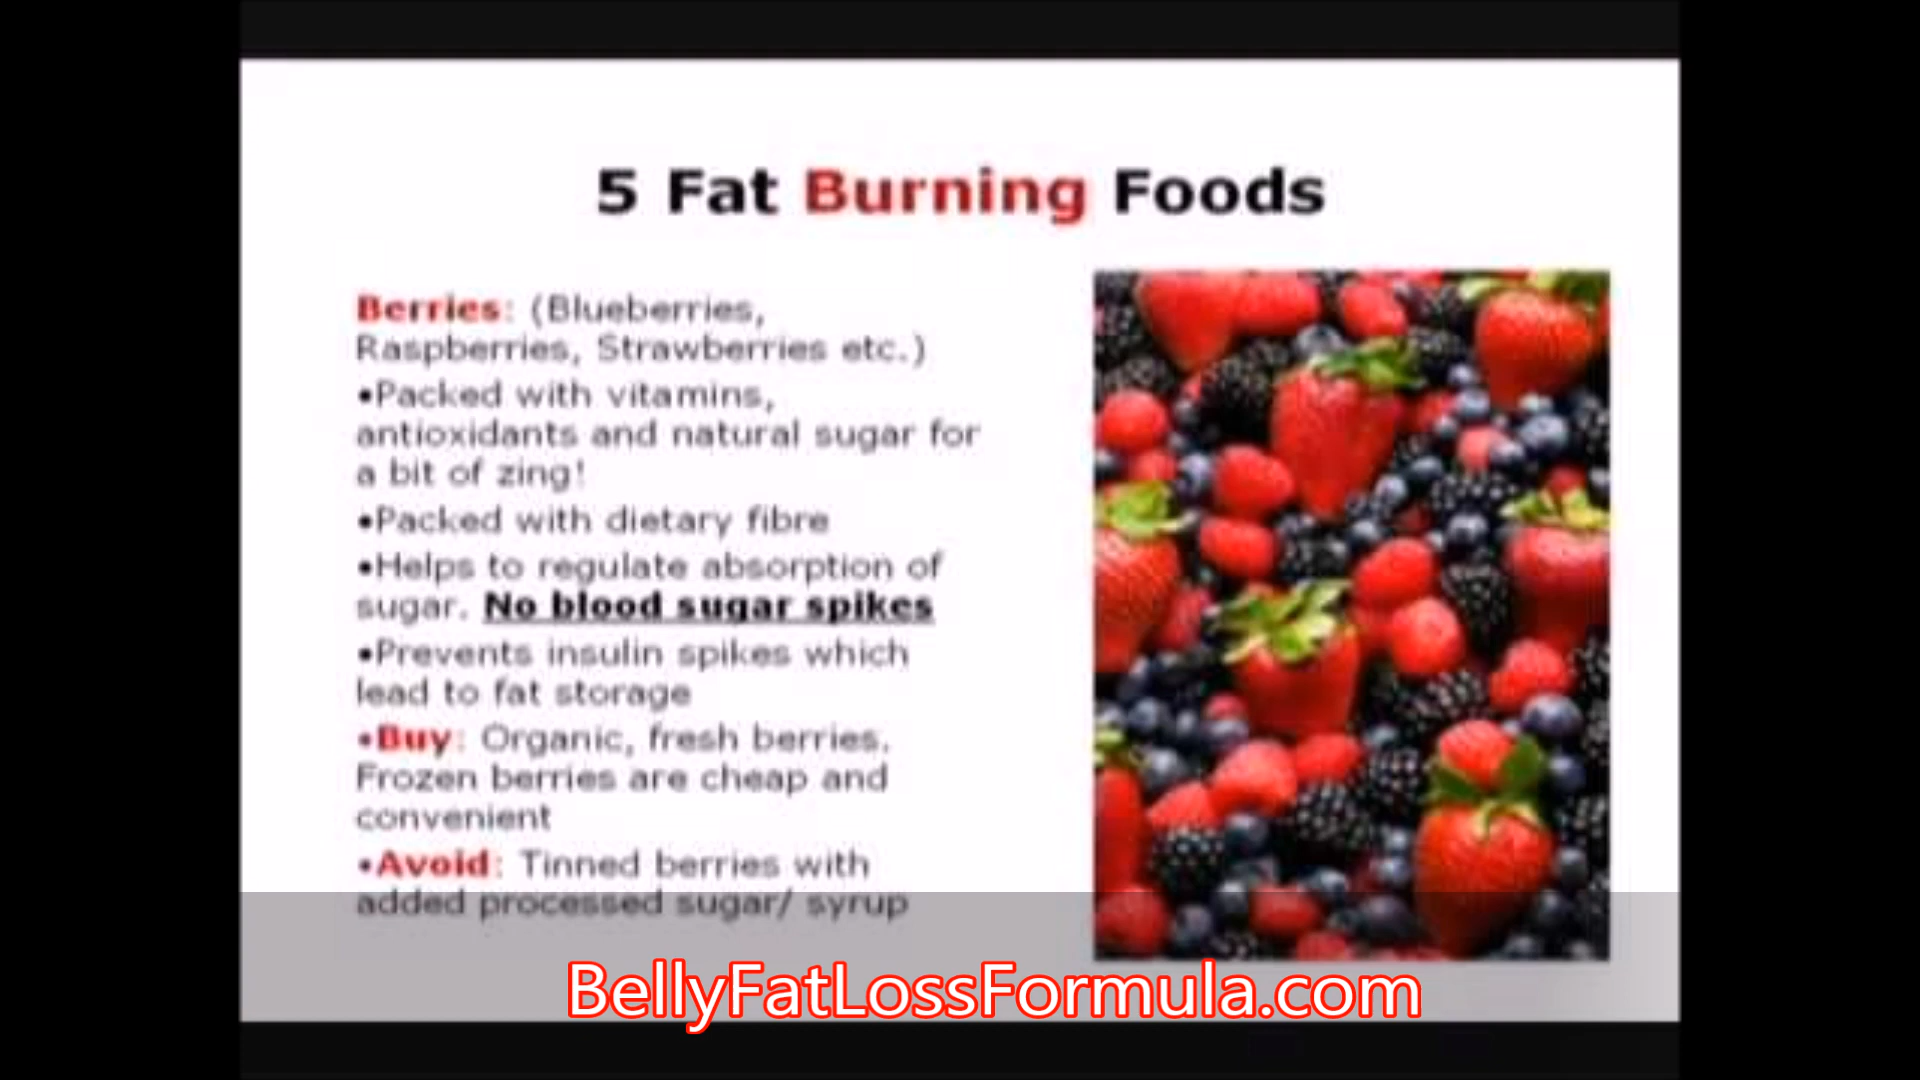 5 Fat Burning Foods
Berries: (Blueberries,
Raspberries, Strawberries etc.)
•Packed with vitamins,
antioxidants and natural sugar for
a bit of zing!
•Packed with dietary fibre
•Helps to regulate absorption of
sugar. No blood sugar spikes
•Prevents insulin spikes which
lead to fat storage
•Buy: Organic, fresh berries.
Frozen berries are cheap and
convenient
•Avoid: Tinned berries with
added processed sugar/ syrup
BellyFatLossFormula.com